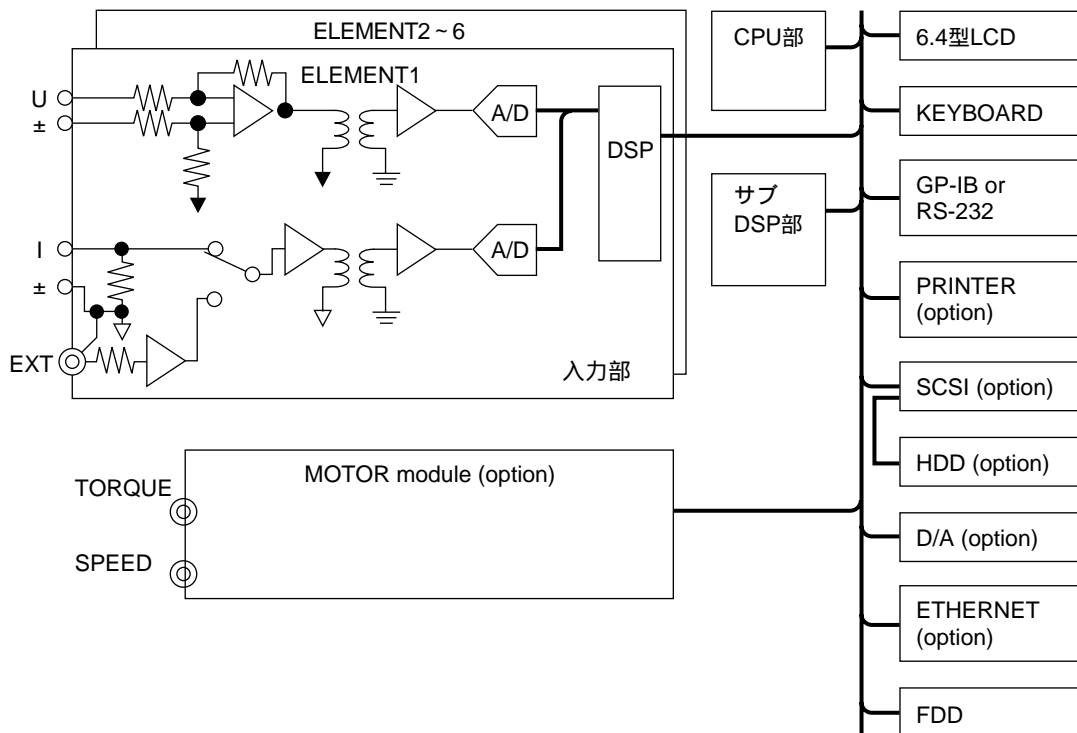 ELEMENT2 ~ 6
ELEMENT1
U
±
A/D
DSP
I
±
A/D
EXT
入力部
MOTOR module (option)
TORQUE
SPEED
CPU部
サブ
DSP部
6.4型LCD
KEYBOARD
GP-IB or
RS-232
PRINTER
(option)
SCSI (option)
HDD (option)
D/A (option)
ETHERNET
(option)
FDD